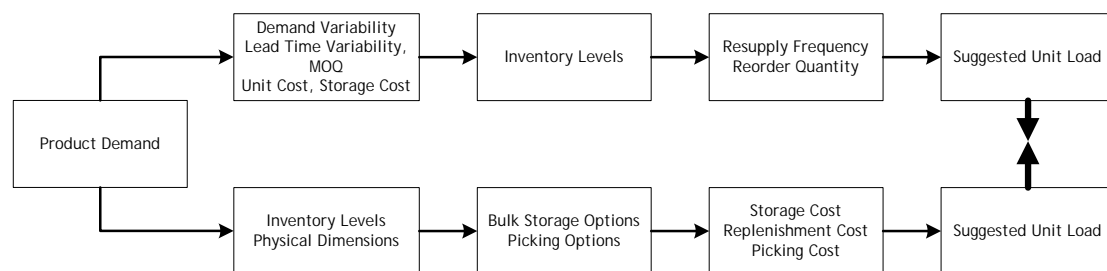 Product Demand
Demand Variability
Lead Time Variability,
MOQ
Unit Cost, Storage Cost
Inventory Levels
Resupply Frequency
Reorder Quantity
Suggested Unit Load
Inventory Levels
Physical Dimensions
Bulk Storage Options
Picking Options
Storage Cost
Replenishment Cost
Picking Cost
Suggested Unit Load